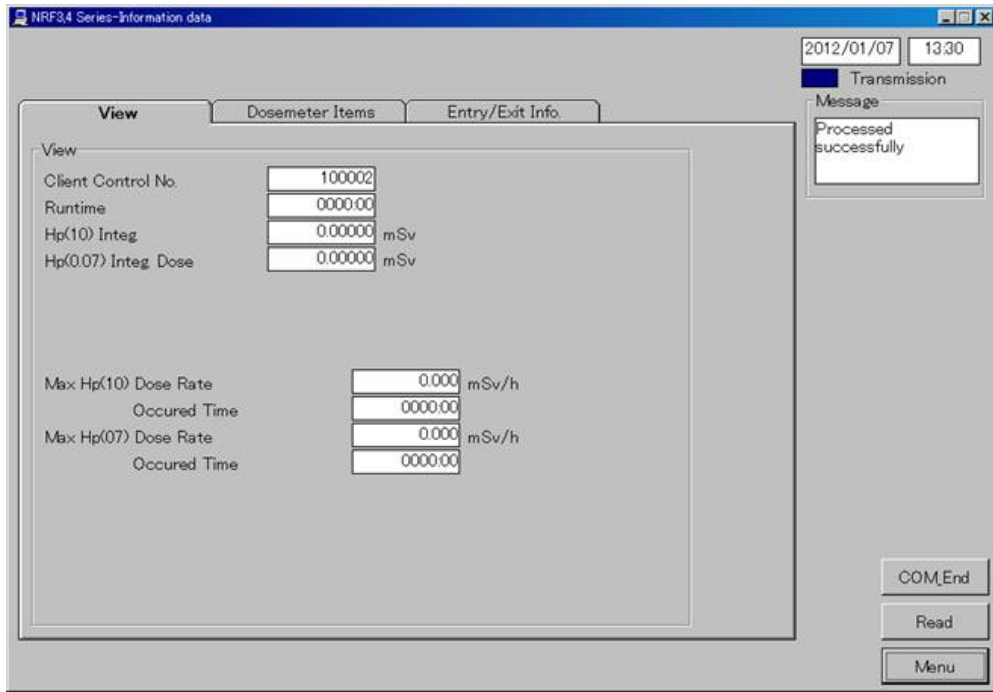 NRF3,4 Series-Information data
2012/01/07 13:30
Transmission
Message
Processed
successfully
View Dosemeter Items Entry/Exit Info.
View
Client Control No. 100002
Runtime 0000:00
Hp(10) Integ. 0.00000 mSv
Hp(0.07) Integ. Dose 0.00000 mSv
Max Hp(10) Dose Rate 0.000 mSv/h
Occured Time 0000:00
Max Hp(07) Dose Rate 0.000 mSv/h
Occured Time 0000:00
COM_End
Read
Menu